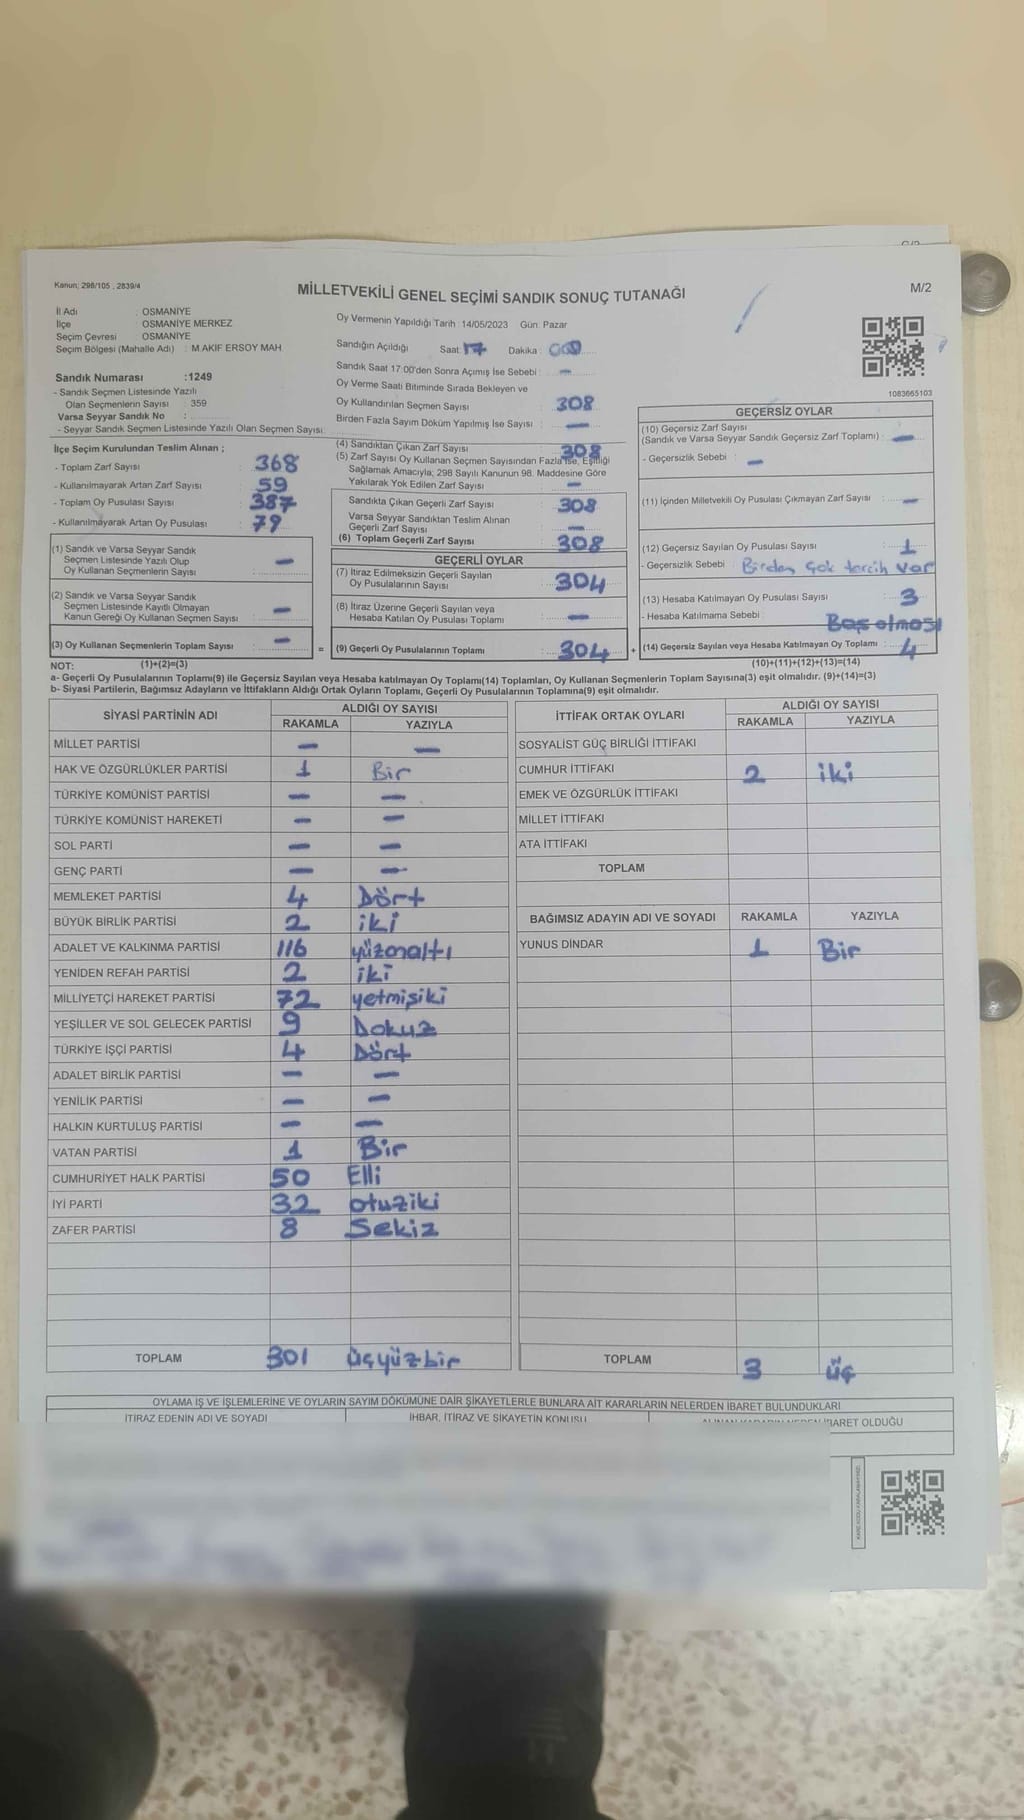 Kanun; 298/105 , 2839/4
MİLLETVEKİLİ GENEL SEÇİMİ SANDIK SONUÇ TUTANAĞI
M/2
İl Adı : OSMANİYE
İlçe OSMANİYE MERKEZ
Seçim Çevresi OSMANİYE
Seçim Bölgesi (Mahalle Adı) : M.AKIF ERSOY MAH.
Oy Vermenin Yapıldığı Tarih : 14/05/2023 Gün: Pazar
Sandığın Açıldığı Saat: 17 Dakika :
Sandık Saat 17:00'den Sonra Açımış İse Sebebi : —
Oy Verme Saati Bitiminde Sırada Bekleyen ve
Oy Kullandırılan Seçmen Sayısı : 308
Birden Fazla Sayım Döküm Yapılmış İse Sayısı : —
Sandık Numarası :1249
- Sandık Seçmen Listesinde Yazılı
Olan Seçmenlerin Sayısı : 359
Varsa Seyyar Sandık No :
- Seyyar Sandık Seçmen Listesinde Yazılı Olan Seçmen Sayısı:
1083665103
İlçe Seçim Kurulundan Teslim Alınan ;
- Toplam Zarf Sayısı : 368
- Kullanılmayarak Artan Zarf Sayısı : 59
- Toplam Oy Pusulası Sayısı : 387
- Kullanılmayarak Artan Oy Pusulası : 79
(1) Sandık ve Varsa Seyyar Sandık
Seçmen Listesinde Yazılı Olup
Oy Kullanan Seçmenlerin Sayısı : —
(2) Sandık ve Varsa Seyyar Sandık
Seçmen Listesinde Kayıtlı Olmayan
Kanun Gereği Oy Kullanan Seçmen Sayısı : —
(3) Oy Kullanan Seçmenlerin Toplam Sayısı : — =
(4) Sandıktan Çıkan Zarf Sayısı : 308
(5) Zarf Sayısı Oy Kullanan Seçmen Sayısından Fazla İse, Eşitliği
Sağlamak Amacıyla; 298 Sayılı Kanunun 98. Maddesine Göre
Yakılarak Yok Edilen Zarf Sayısı : —
Sandıkta Çıkan Geçerli Zarf Sayısı : 308
Varsa Seyyar Sandıktan Teslim Alınan
Geçerli Zarf Sayısı : —
(6) Toplam Geçerli Zarf Sayısı : 308
GEÇERLİ OYLAR
(7) İtiraz Edilmeksizin Geçerli Sayılan
Oy Pusulalarının Sayısı : 304
(8) İtiraz Üzerine Geçerli Sayılan veya
Hesaba Katılan Oy Pusulası Toplamı : —
(9) Geçerli Oy Pusulalarının Toplamı : 304 +
GEÇERSİZ OYLAR
(10) Geçersiz Zarf Sayısı
(Sandık ve Varsa Seyyar Sandık Geçersiz Zarf Toplamı) : —
- Geçersizlik Sebebi : —
(11) İçinden Milletvekili Oy Pusulası Çıkmayan Zarf Sayısı : —
(12) Geçersiz Sayılan Oy Pusulası Sayısı : 1
- Geçersizlik Sebebi : Birden çok tercih var
(13) Hesaba Katılmayan Oy Pusulası Sayısı : 3
- Hesaba Katılmama Sebebi : Boş olması
(14) Geçersiz Sayılan veya Hesaba Katılmayan Oy Toplamı : 4
NOT: (1)+(2)=(3)
(10)+(11)+(12)+(13)=(14)
a- Geçerli Oy Pusulalarının Toplamı(9) ile Geçersiz Sayılan veya Hesaba katılmayan Oy Toplamı(14) Toplamları, Oy Kullanan Seçmenlerin Toplam Sayısına(3) eşit olmalıdır. (9)+(14)=(3)
b- Siyasi Partilerin, Bağımsız Adayların ve İttifakların Aldığı Ortak Oyların Toplamı, Geçerli Oy Pusulalarının Toplamına(9) eşit olmalıdır.
SİYASİ PARTİNİN ADI ALDIĞI OY SAYISI
RAKAMLA YAZIYLA
MİLLET PARTİSİ — —
HAK VE ÖZGÜRLÜKLER PARTİSİ 1 Bir
TÜRKİYE KOMÜNİST PARTİSİ — —
TÜRKİYE KOMÜNİST HAREKETİ — —
SOL PARTİ — —
GENÇ PARTİ — —
MEMLEKET PARTİSİ 4 Dört
BÜYÜK BİRLİK PARTİSİ 2 iki
ADALET VE KALKINMA PARTİSİ 116 yüzonaltı
YENİDEN REFAH PARTİSİ 2 iki
MİLLİYETÇİ HAREKET PARTİSİ 72 yetmişiki
YEŞİLLER VE SOL GELECEK PARTİSİ 9 Dokuz
TÜRKİYE İŞÇİ PARTİSİ 4 Dört
ADALET BİRLİK PARTİSİ — —
YENİLİK PARTİSİ — —
HALKIN KURTULUŞ PARTİSİ — —
VATAN PARTİSİ 1 Bir
CUMHURİYET HALK PARTİSİ 50 Elli
İYİ PARTİ 32 otuziki
ZAFER PARTİSİ 8 Sekiz
TOPLAM 301 üçyüzbir
İTTİFAK ORTAK OYLARI ALDIĞI OY SAYISI
RAKAMLA YAZIYLA
SOSYALİST GÜÇ BİRLİĞİ İTTİFAKI
CUMHUR İTTİFAKI 2 iki
EMEK VE ÖZGÜRLÜK İTTİFAKI
MİLLET İTTİFAKI
ATA İTTİFAKI
TOPLAM
BAĞIMSIZ ADAYIN ADI VE SOYADI RAKAMLA YAZIYLA
YUNUS DİNDAR 1 Bir
TOPLAM 3 üç
OYLAMA İŞ VE İŞLEMLERİNE VE OYLARIN SAYIM DÖKÜMÜNE DAİR ŞİKAYETLERLE BUNLARA AİT KARARLARIN NELERDEN İBARET BULUNDUKLARI
İTİRAZ EDENİN ADI VE SOYADI İHBAR, İTİRAZ VE ŞİKAYETİN KONUSU İBARET OLDUĞU